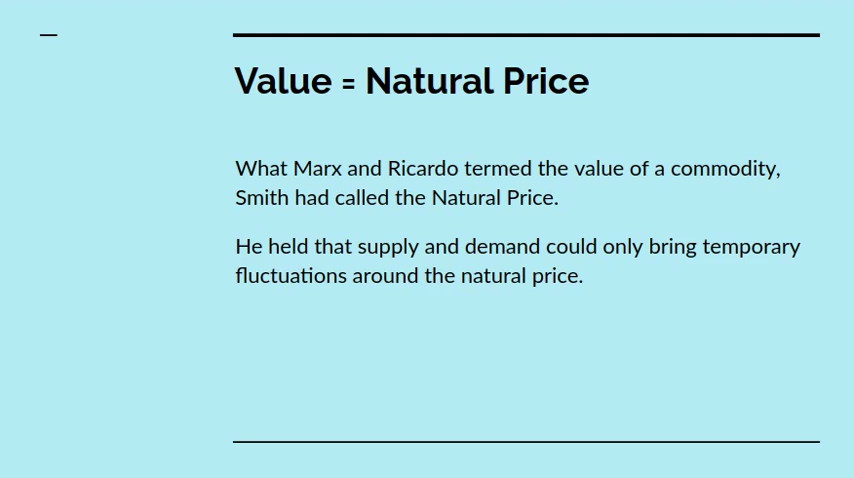 Value = Natural Price
What Marx and Ricardo termed the value of a commodity,
Smith had called the Natural Price.
He held that supply and demand could only bring temporary
fluctuations around the natural price.